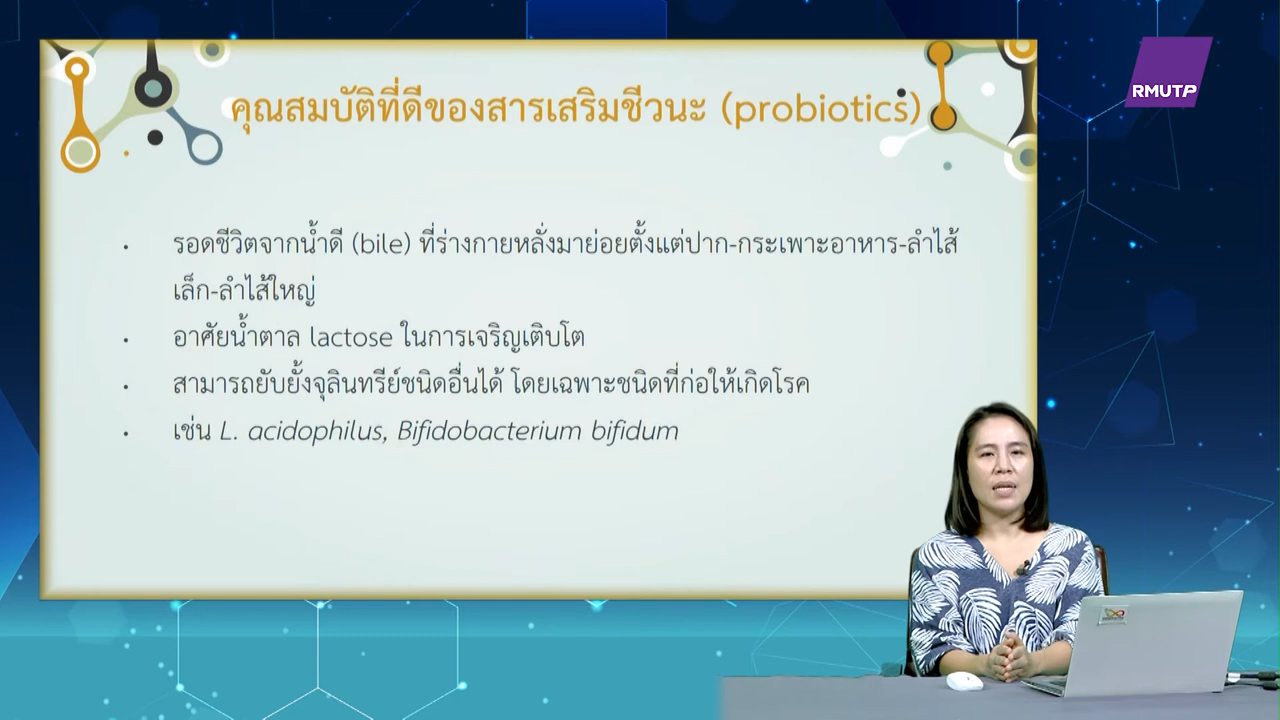 RMUTP
คุณสมบัติที่ดีของสารเสริมชีวนะ (probiotics)
• รอดชีวิตจากน้ำดี (bile) ที่ร่างกายหลั่งมาย่อยตั้งแต่ปาก-กระเพาะอาหาร-ลำไส้
เล็ก-ลำไส้ใหญ่
• อาศัยน้ำตาล lactose ในการเจริญเติบโต
• สามารถยับยั้งจุลินทรีย์ชนิดอื่นได้ โดยเฉพาะชนิดที่ก่อให้เกิดโรค
• เช่น L. acidophilus, Bifidobacterium bifidum